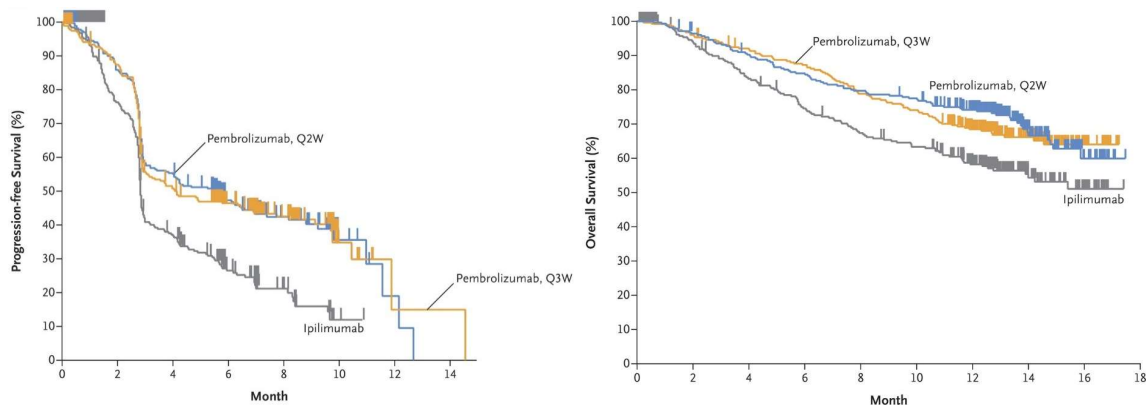 Progression-free Survival (%)
100
90
80
70
60
50
40
30
20
10
0
Pembrolizumab, Q2W
Pembrolizumab, Q3W
Ipilimumab
0 2 4 6 8 10 12 14
Month
Overall Survival (%)
100
90
80
70
60
50
40
30
20
10
0
Pembrolizumab, Q3W
Pembrolizumab, Q2W
Ipilimumab
0 2 4 6 8 10 12 14 16 18
Month